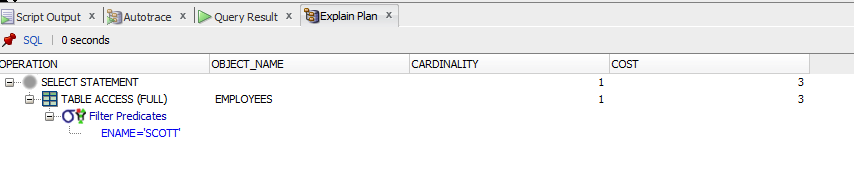 Script Output x Autotrace x Query Result x Explain Plan x
SQL | 0 seconds
OPERATION OBJECT_NAME CARDINALITY COST
SELECT STATEMENT 1 3
TABLE ACCESS (FULL) EMPLOYEES 1 3
Filter Predicates
ENAME='SCOTT'